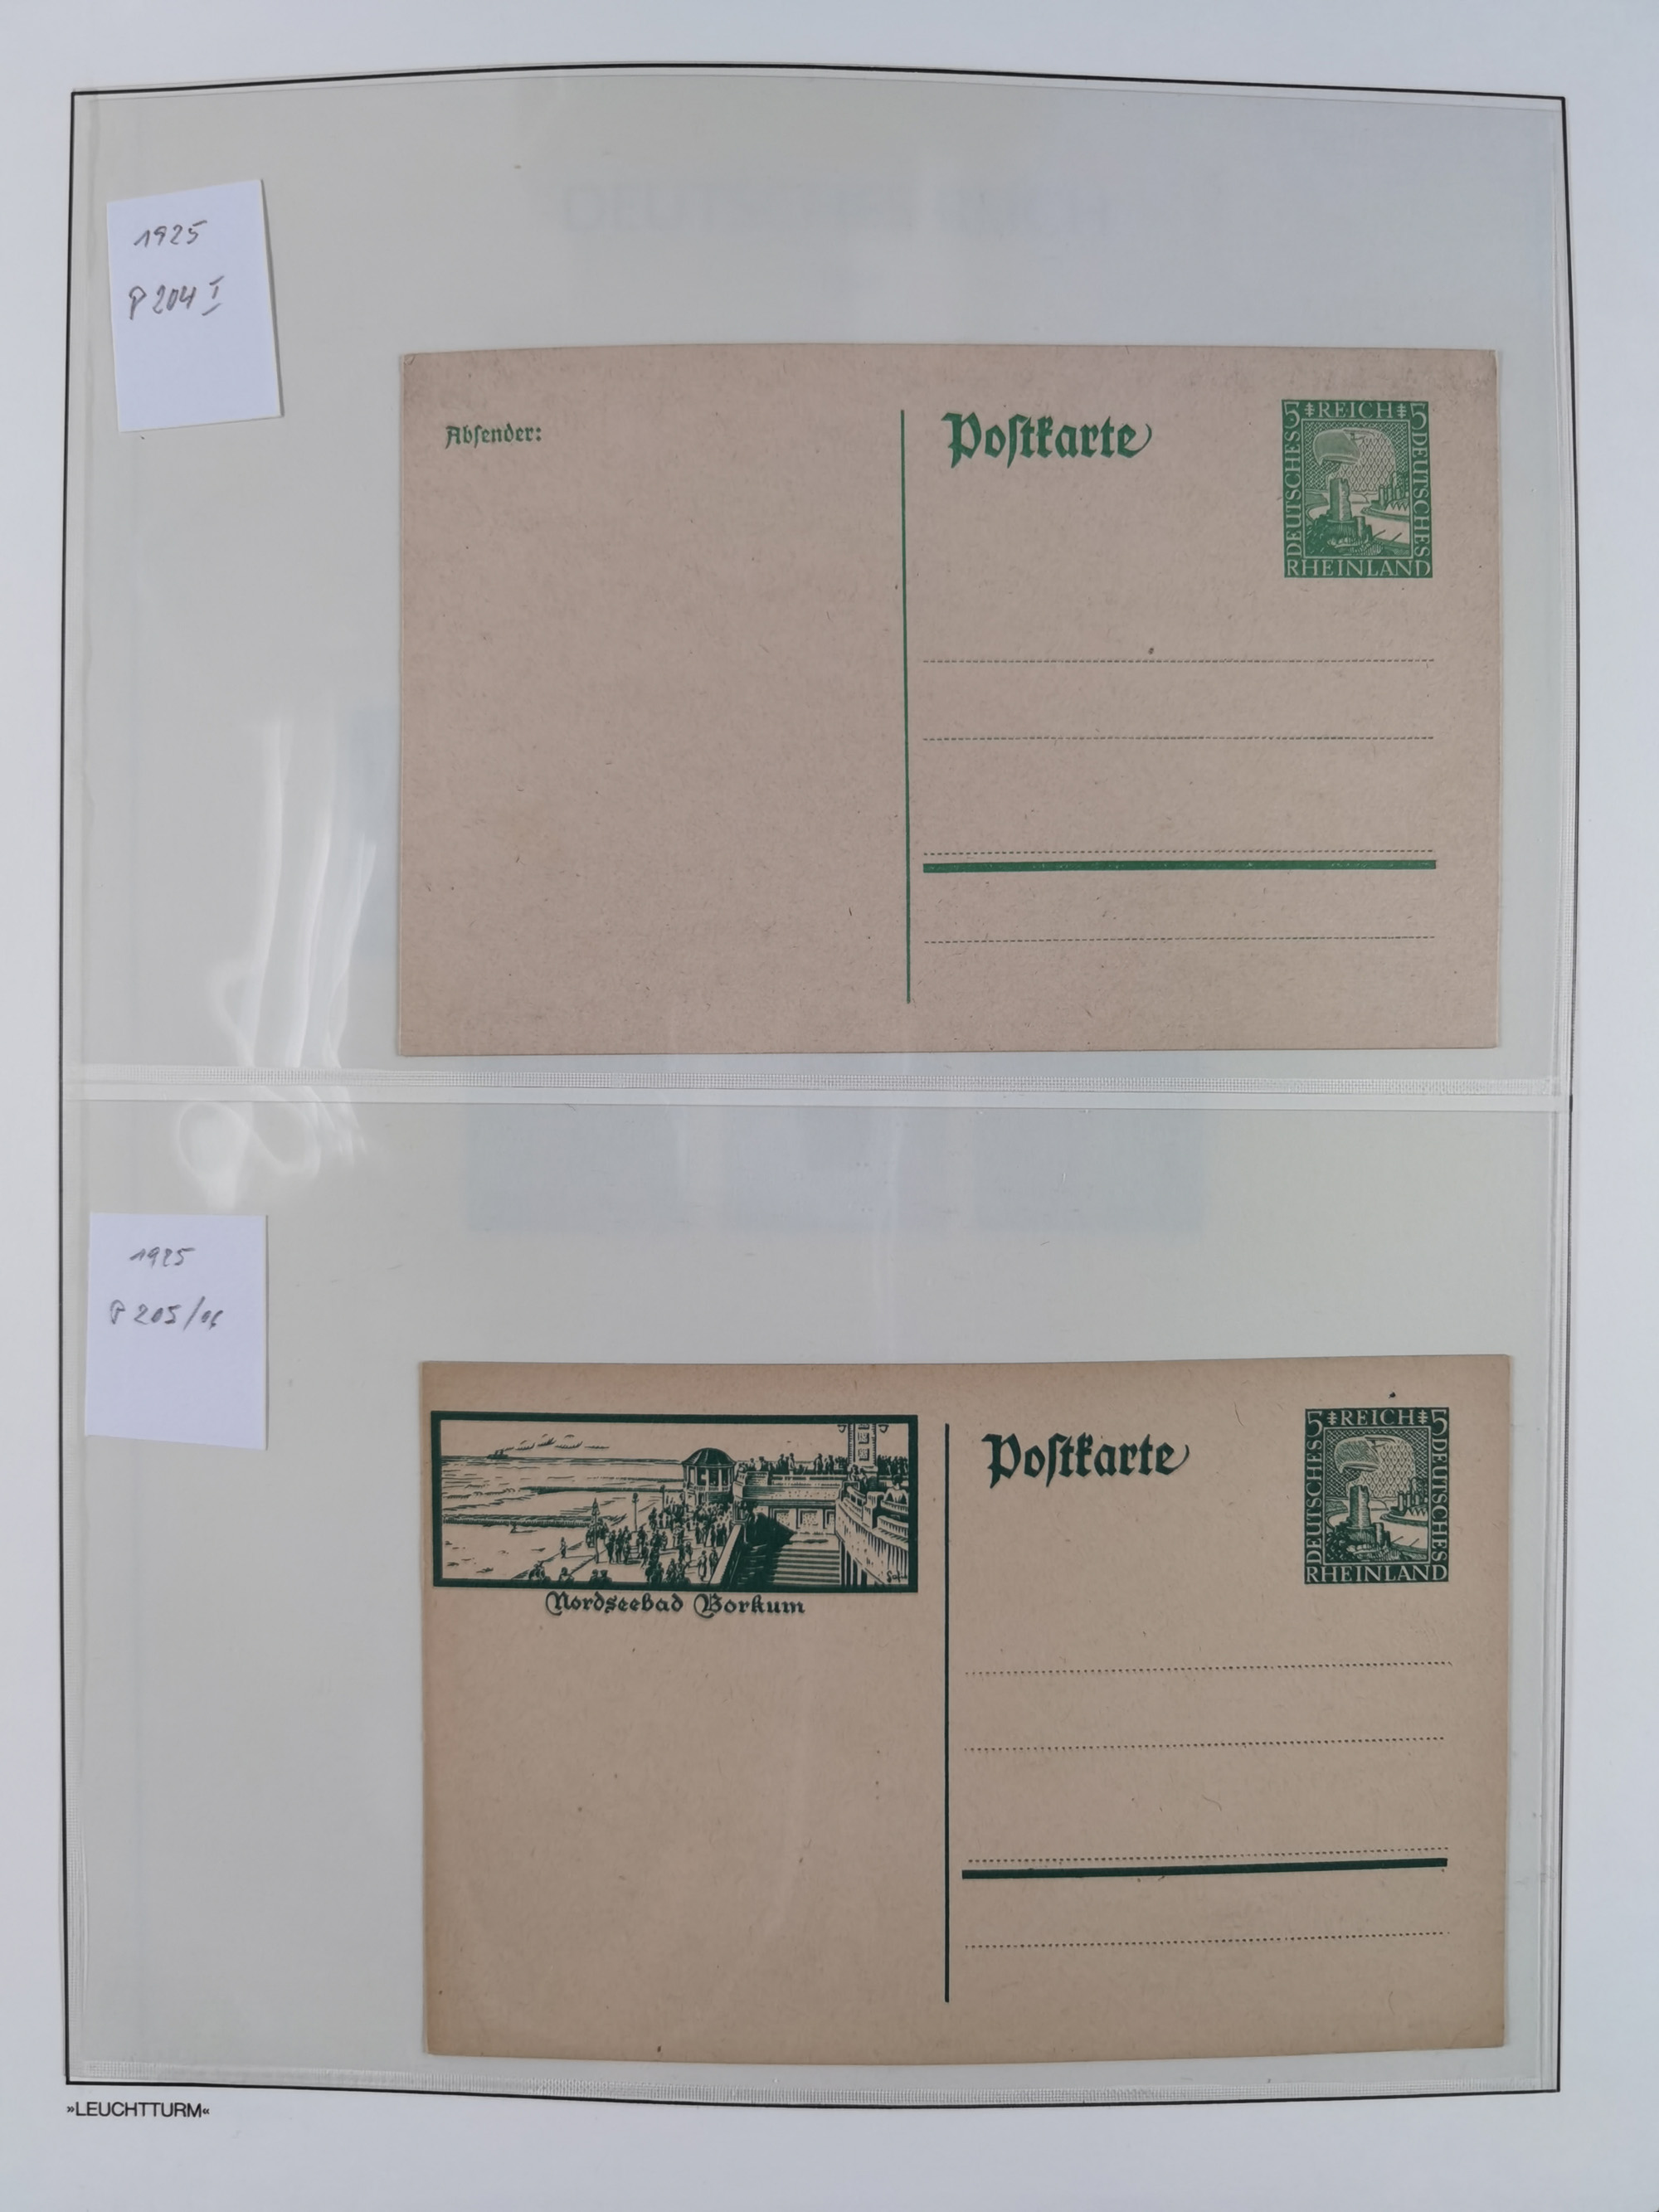 1925
P 204 I
Absender:
Postkarte
5 REICH 5
DEUTSCHES
DEUTSCHES
RHEINLAND
1925
P 205/06
Nordseebad Borkum
Postkarte
5 REICH 5
DEUTSCHES
DEUTSCHES
RHEINLAND
»LEUCHTTURM«